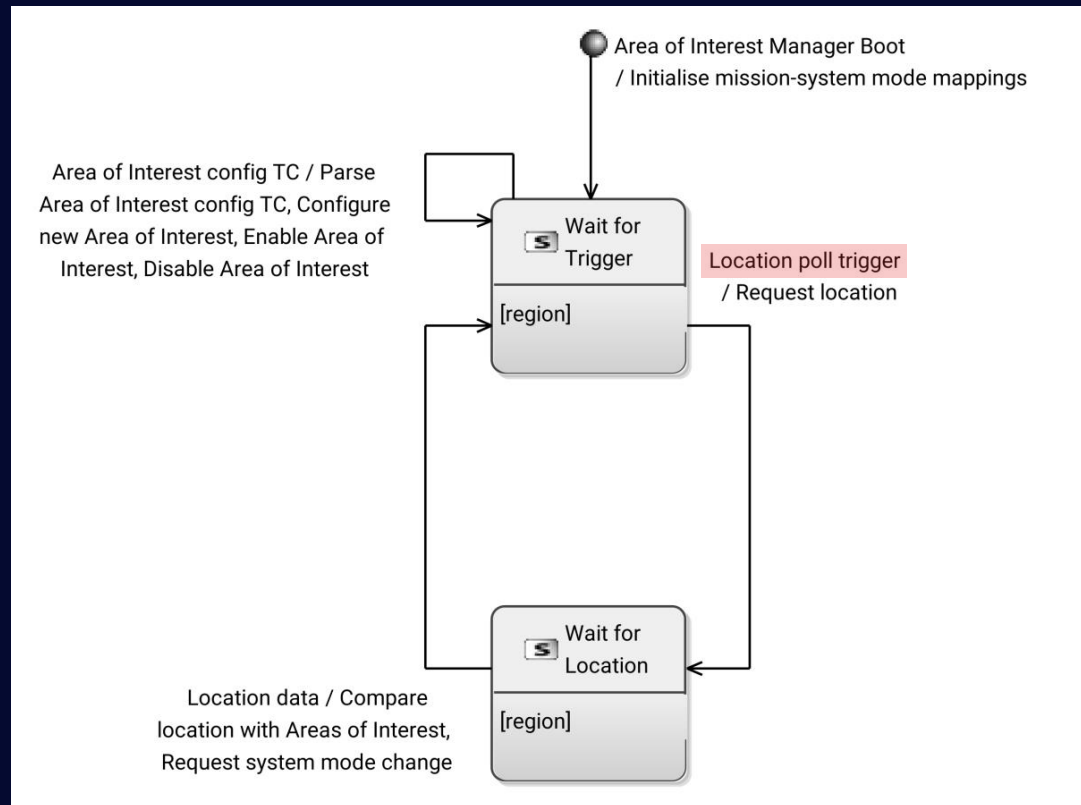 Area of Interest Manager Boot
/ Initialise mission-system mode mappings
Area of Interest config TC / Parse
Area of Interest config TC, Configure
new Area of Interest, Enable Area of
Interest, Disable Area of Interest
S
Wait for
Trigger
[region]
Location poll trigger
/ Request location
S
Wait for
Location
[region]
Location data / Compare
location with Areas of Interest,
Request system mode change